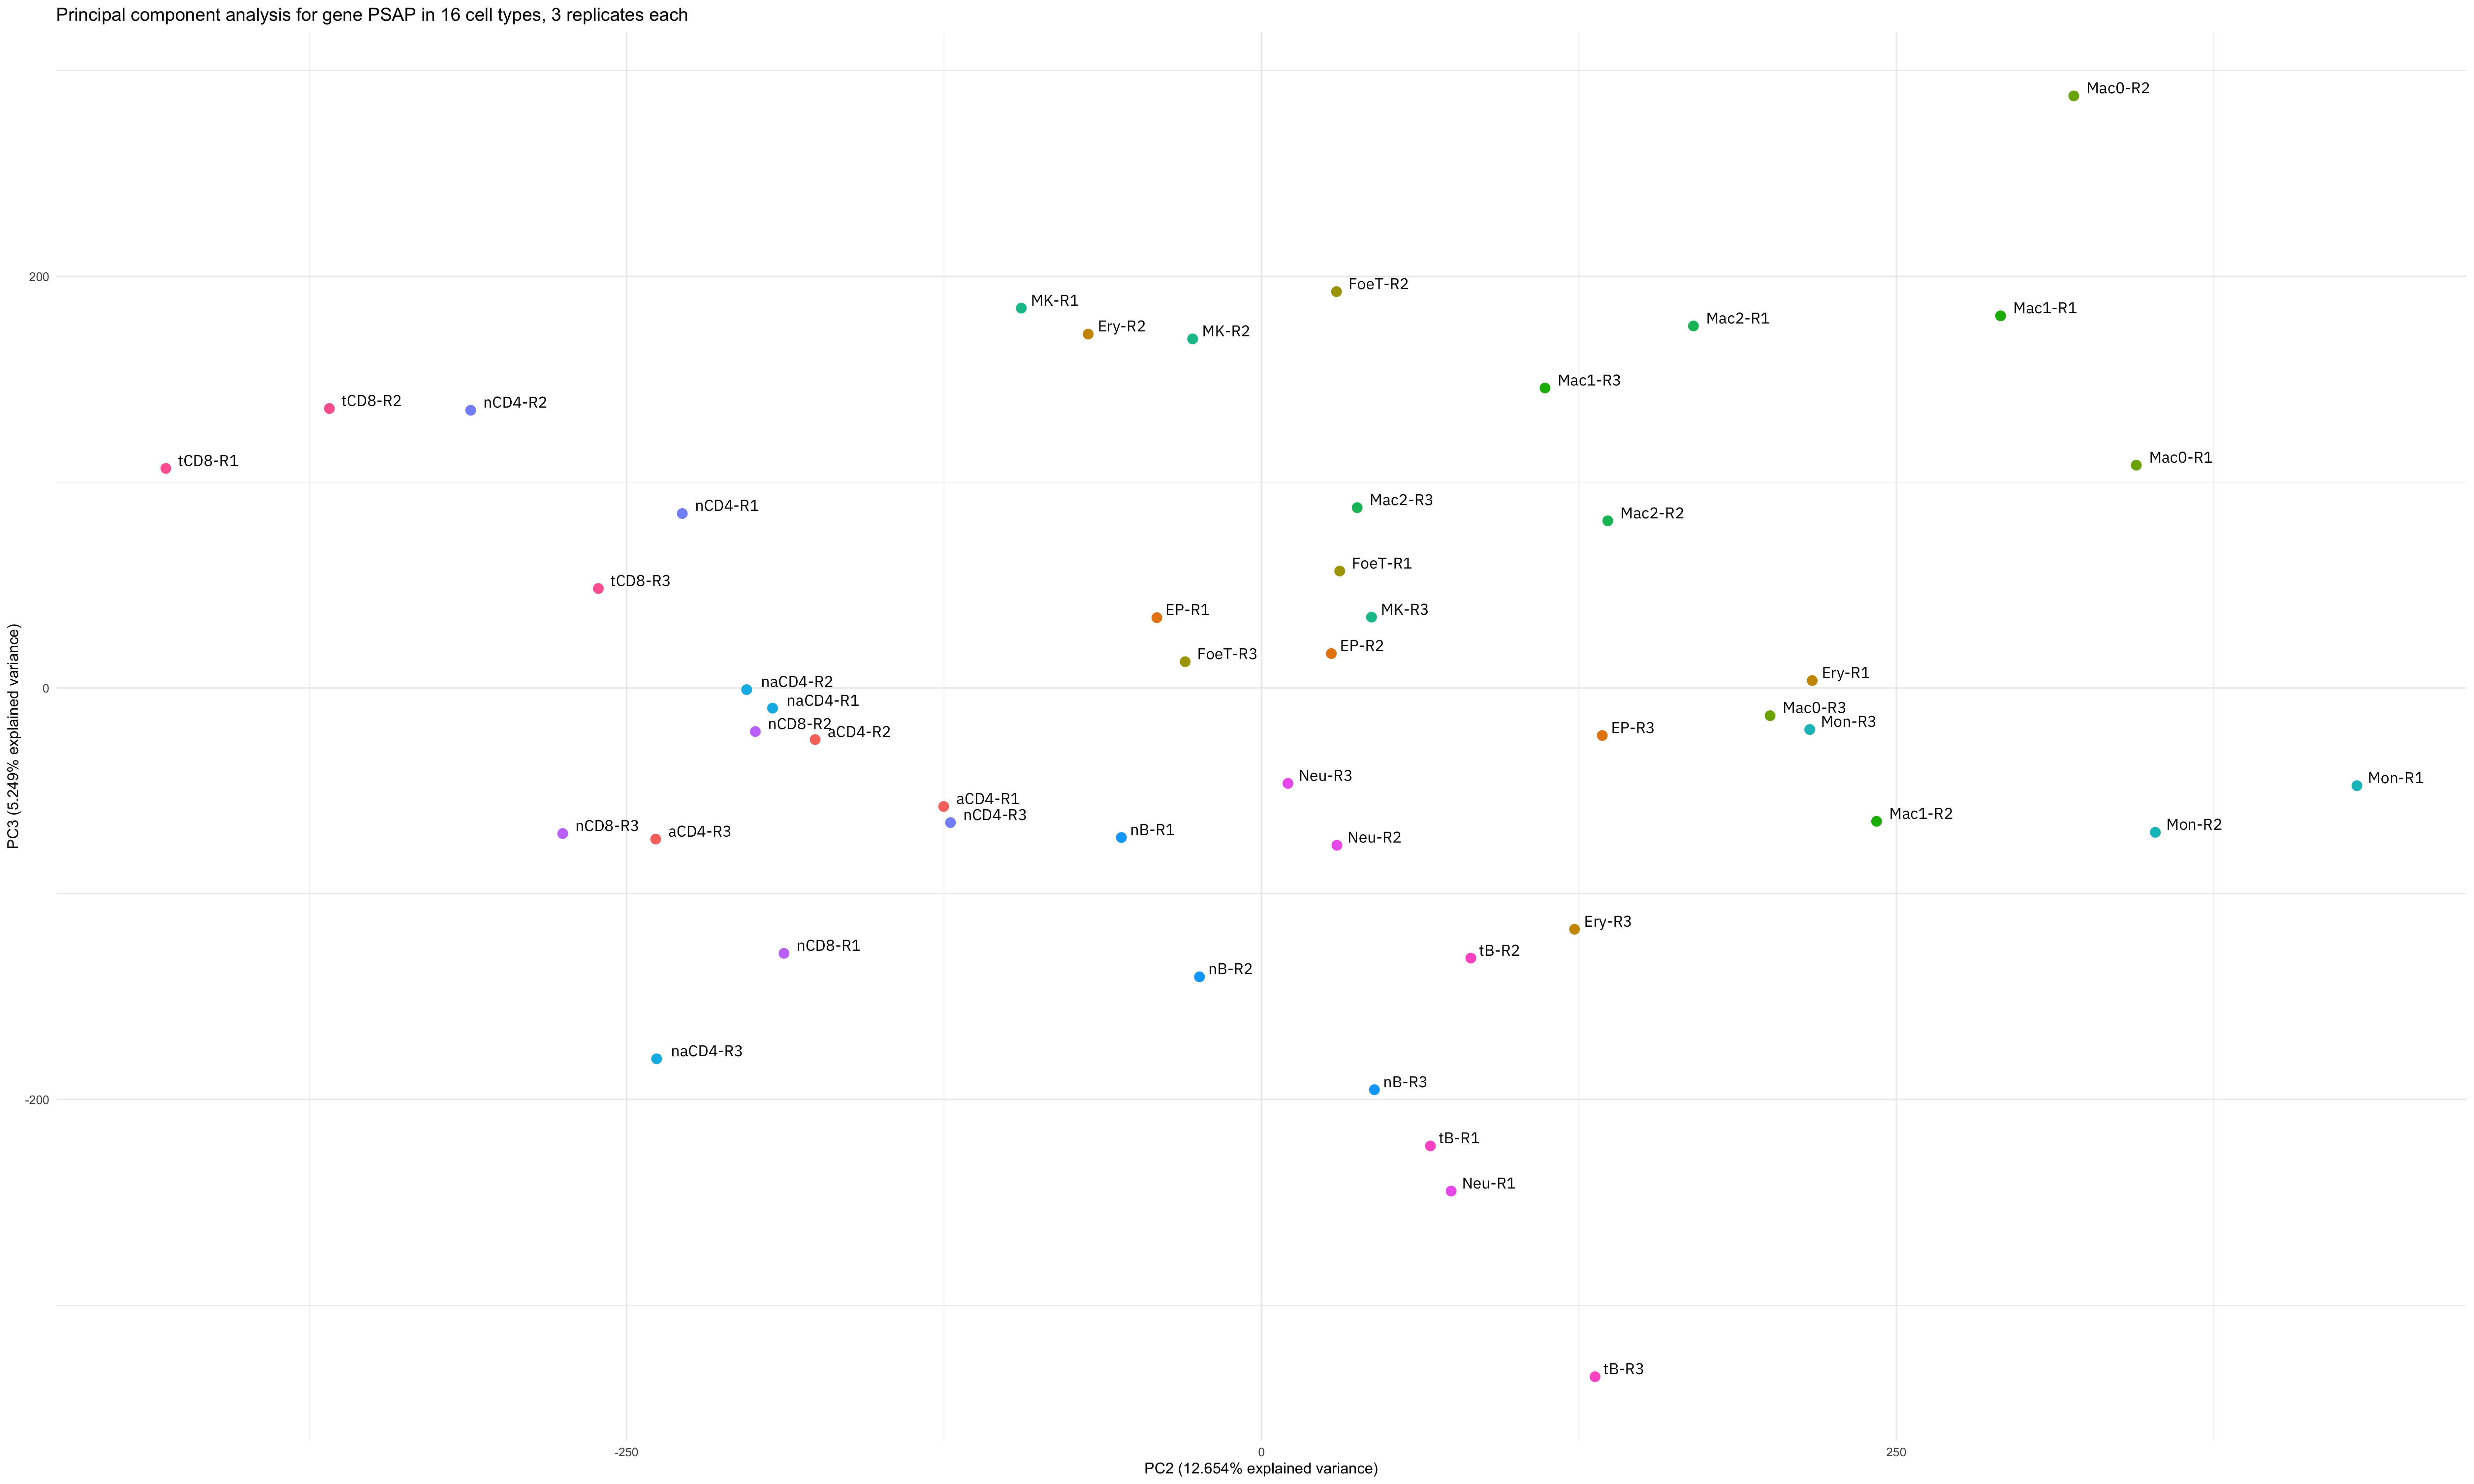 Principal component analysis for gene PSAP in 16 cell types, 3 replicates each
Mac0-R2
200
FoeT-R2
MK-R1
Mac1-R1
Mac2-R1
Ery-R2
MK-R2
Mac1-R3
tCD8-R2
nCD4-R2
Mac0-R1
tCD8-R1
Mac2-R3
nCD4-R1
Mac2-R2
FoeT-R1
tCD8-R3
EP-R1
MK-R3
EP-R2
FoeT-R3
Ery-R1
naCD4-R2
0
naCD4-R1
Mac0-R3
Mon-R3
nCD8-R2
EP-R3
aCD4-R2
PC3 (5.249% explained variance)
Neu-R3
Mon-R1
aCD4-R1
nCD4-R3
Mac1-R2
Mon-R2
nCD8-R3
nB-R1
aCD4-R3
Neu-R2
Ery-R3
nCD8-R1
tB-R2
nB-R2
naCD4-R3
nB-R3
-200
tB-R1
Neu-R1
tB-R3
-250
0
250
PC2 (12.654% explained variance)